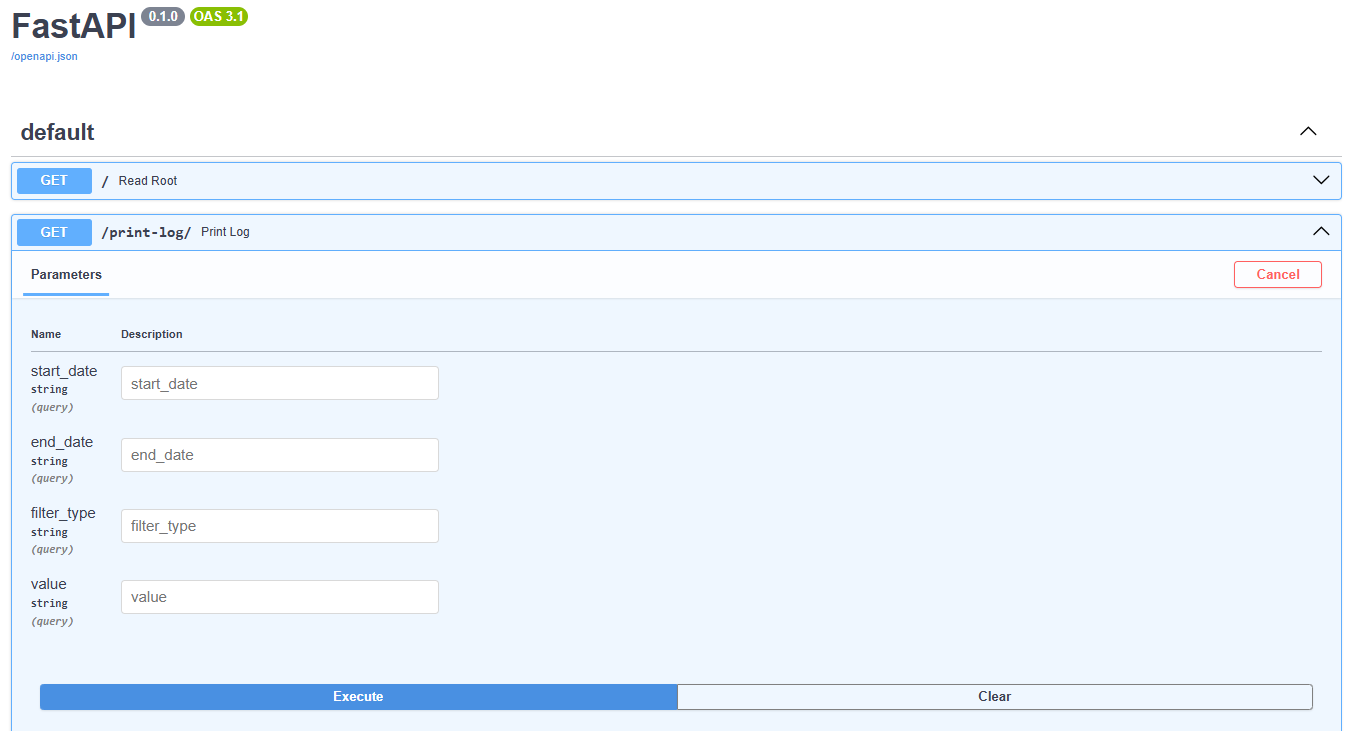 FastAPI 0.1.0 OAS 3.1
/openapi.json
default
GET / Read Root
GET /print-log/ Print Log
Parameters Cancel
Name Description
start_date start_date
string
(query)
end_date end_date
string
(query)
filter_type filter_type
string
(query)
value value
string
(query)
Execute Clear